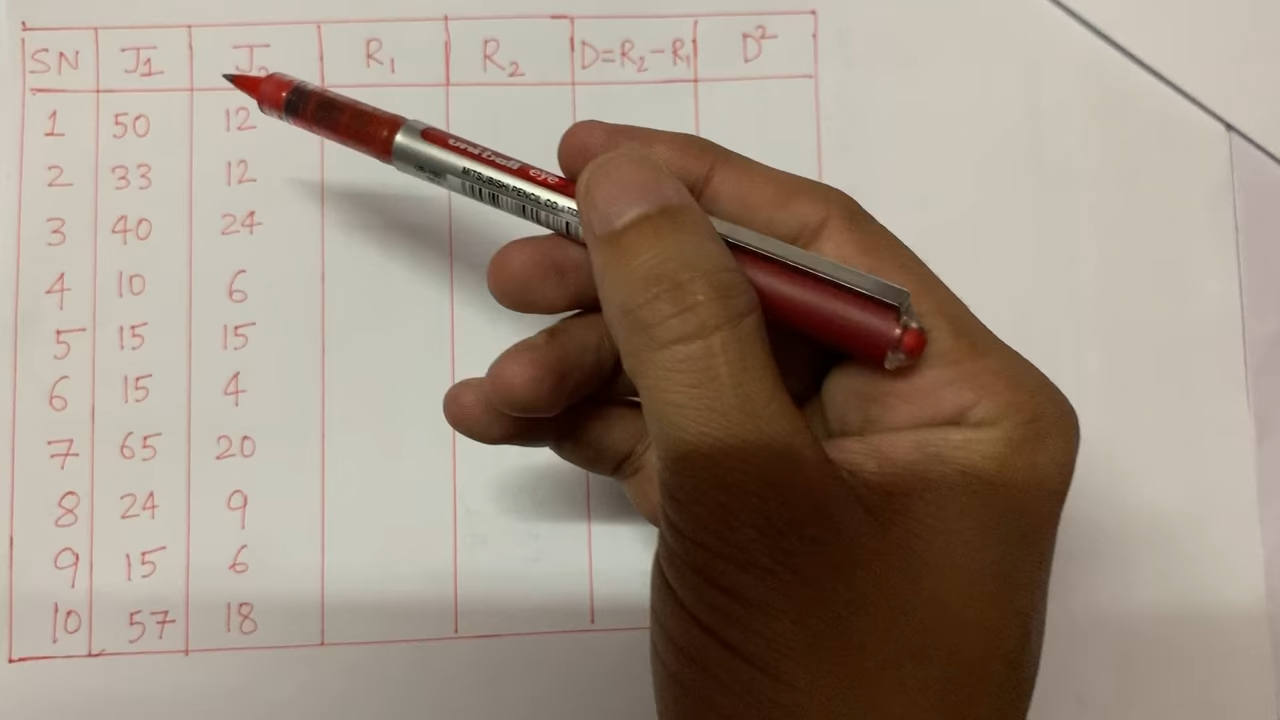 SN J1 J2 R1 R2 D=R2-R1 D²
1 50 12
2 33 12
3 40 24
4 10 6
5 15 15
6 15 4
7 65 20
8 24 9
9 15 6
10 57 18
uni-ball eye
MITSUBISHI PENCIL CO., LTD.